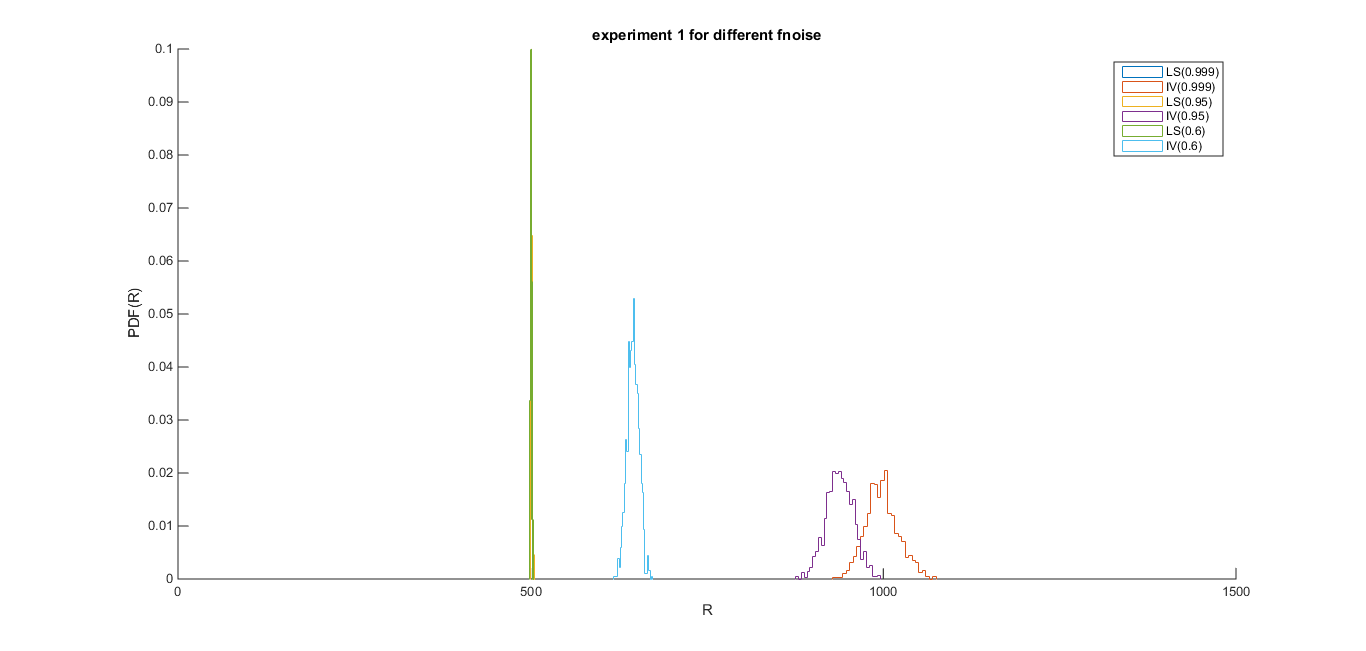 experiment 1 for different fnoise
LS(0.999)
IV(0.999)
LS(0.95)
IV(0.95)
LS(0.6)
IV(0.6)
0.1
0.09
0.08
0.07
0.06
0.05
0.04
0.03
0.02
0.01
0
PDF(R)
0
500
1000
1500
R